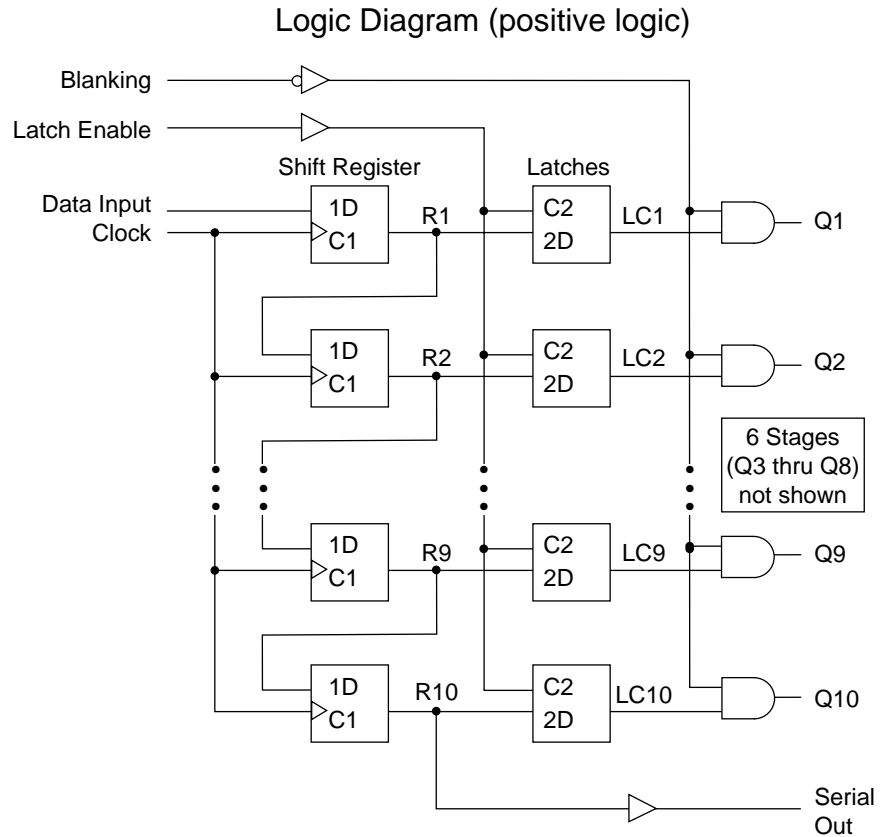 Logic Diagram (positive logic)
Blanking
Latch Enable
Shift Register
Latches
Data Input
Clock
1D
C1
R1
C2
2D
LC1
Q1
1D
C1
R2
C2
2D
LC2
Q2
6 Stages
(Q3 thru Q8)
not shown
1D
C1
R9
C2
2D
LC9
Q9
1D
C1
R10
C2
2D
LC10
Q10
Serial
Out